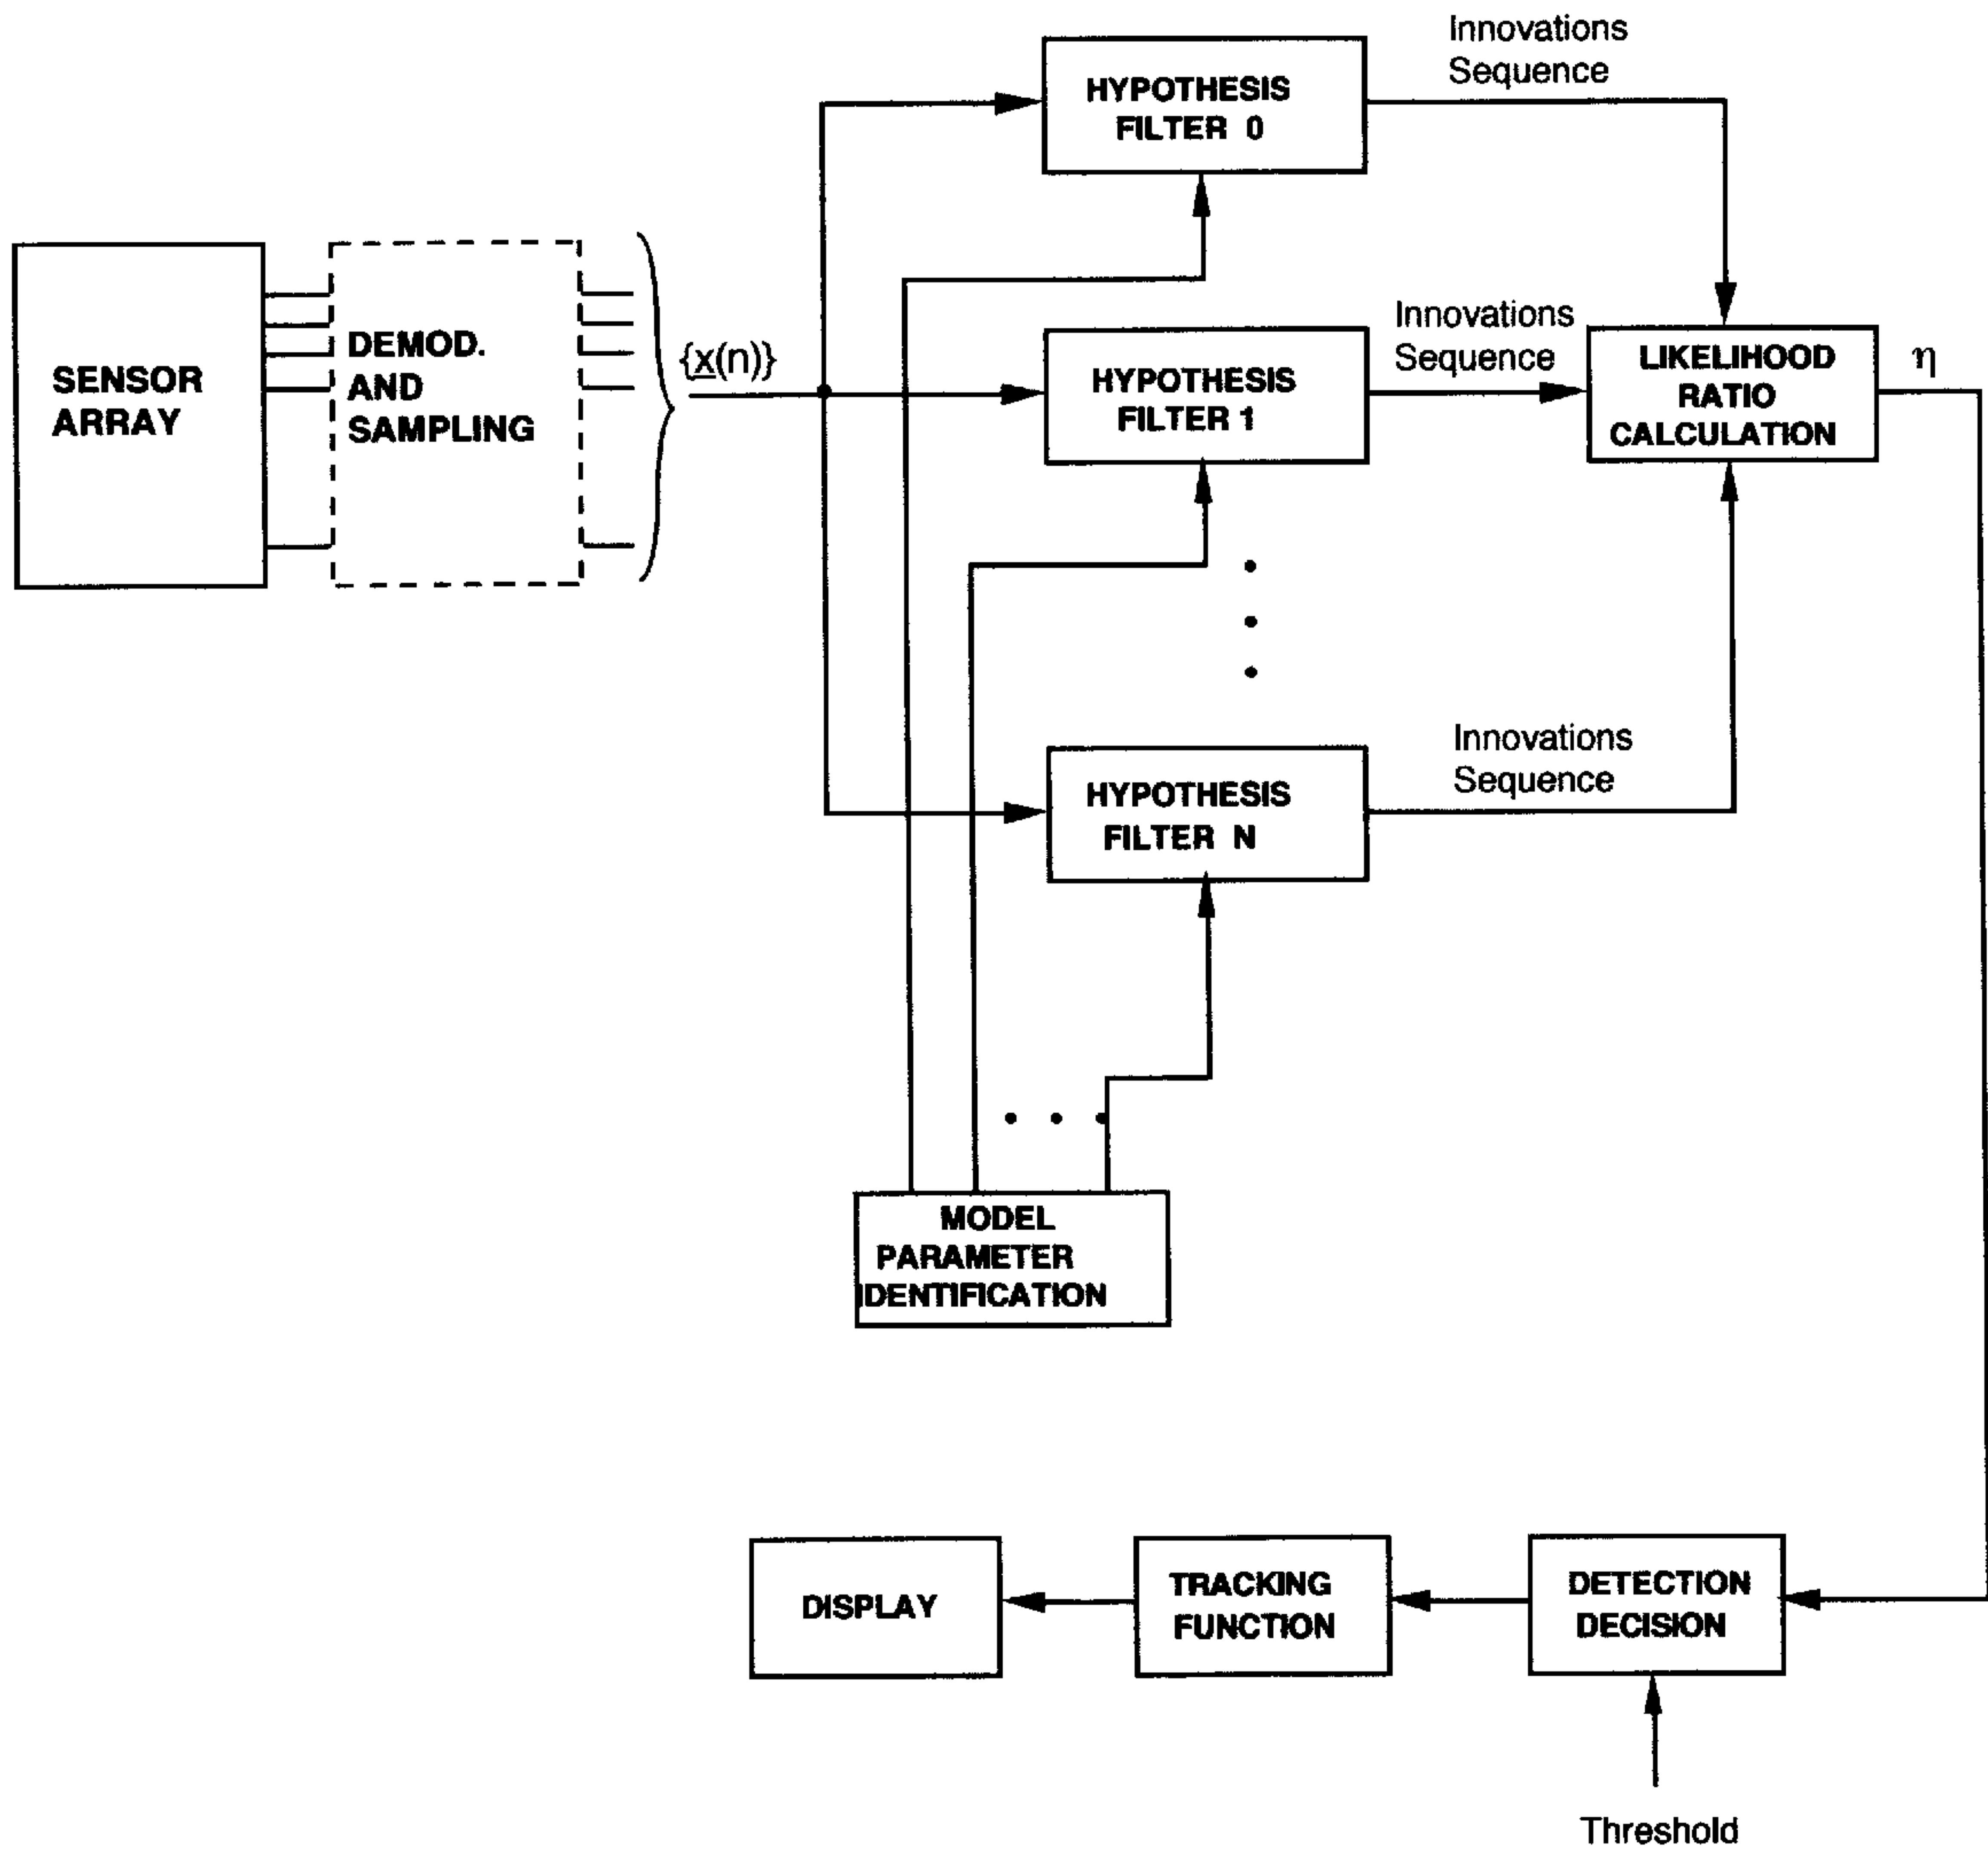 Innovations
Sequence
HYPOTHESIS
FILTER 0
SENSOR
ARRAY
DEMOD.
AND
SAMPLING
{x(n)}
Innovations
Sequence
HYPOTHESIS
FILTER 1
LIKELIHOOD
RATIO
CALCULATION
η
Innovations
Sequence
HYPOTHESIS
FILTER N
MODEL
PARAMETER
IDENTIFICATION
DISPLAY
TRACKING
FUNCTION
DETECTION
DECISION
Threshold